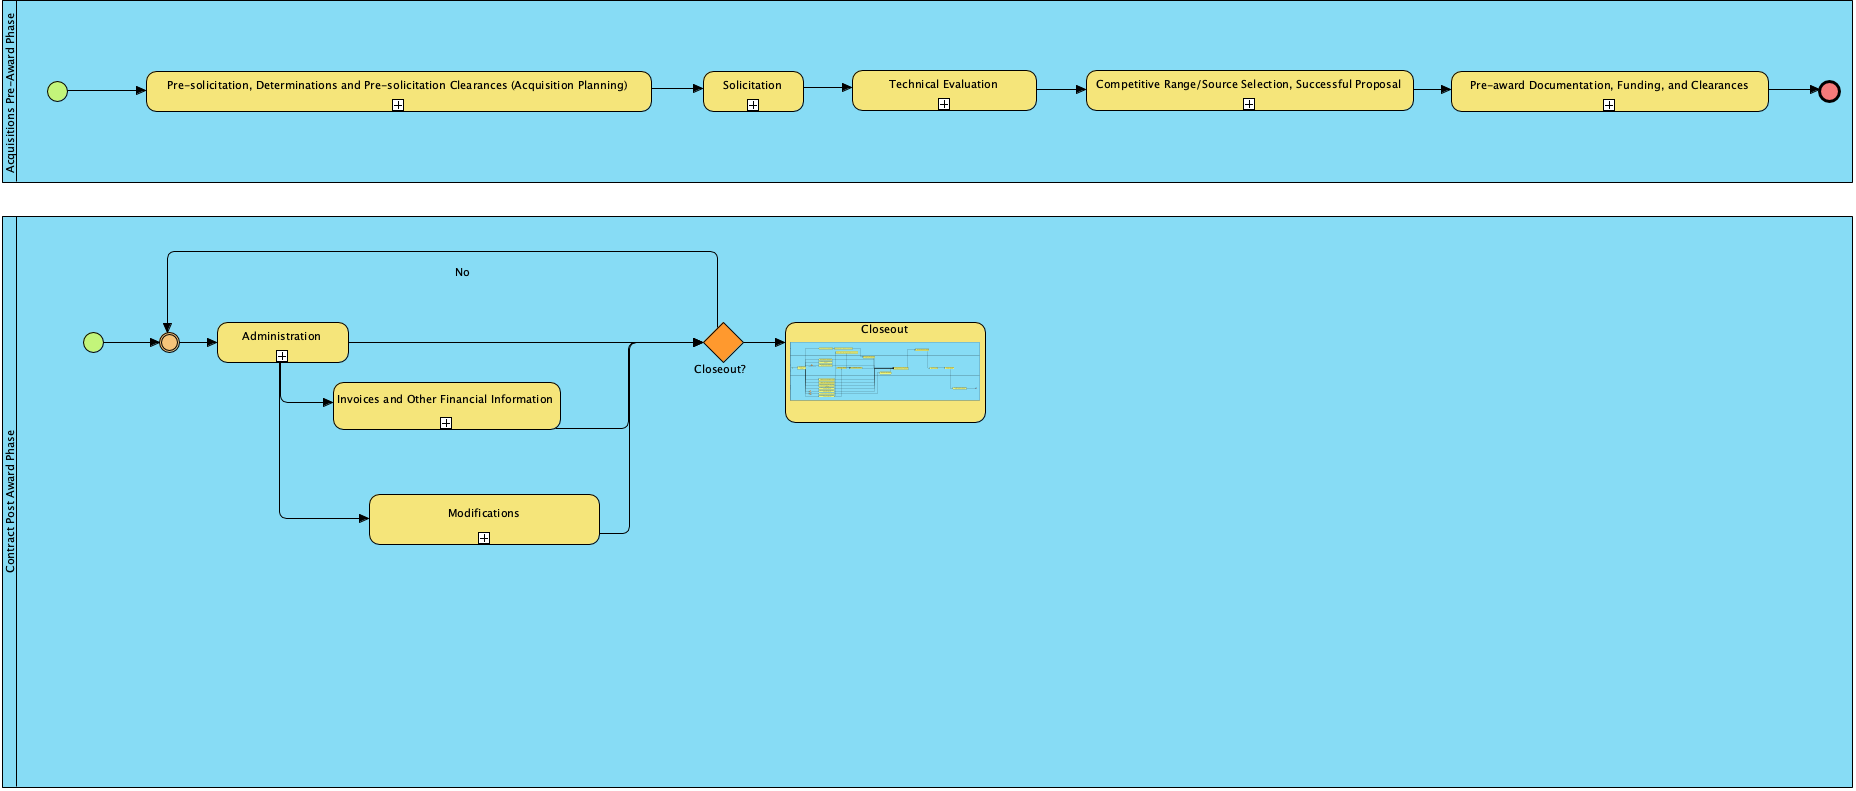 Acquisitions Pre-Award Phase
Pre-solicitation, Determinations and Pre-solicitation Clearances (Acquisition Planning)
Solicitation
Technical Evaluation
Competitive Range/Source Selection, Successful Proposal
Pre-award Documentation, Funding, and Clearances
Contract Post Award Phase
No
Administration
Closeout?
Closeout
Invoices and Other Financial Information
Modifications